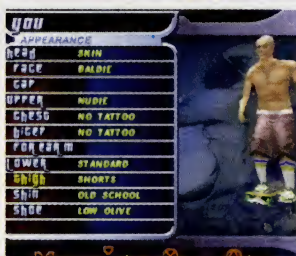 you
APPEARANCE
head SKIN
face BALDIE
ear
upper NUDIE
chest NO TATTOO
bicep NO TATTOO
forearm
Lower STANDARD
thigh SHORTS
shin OLD SCHOOL
shoe LOW OLIVE